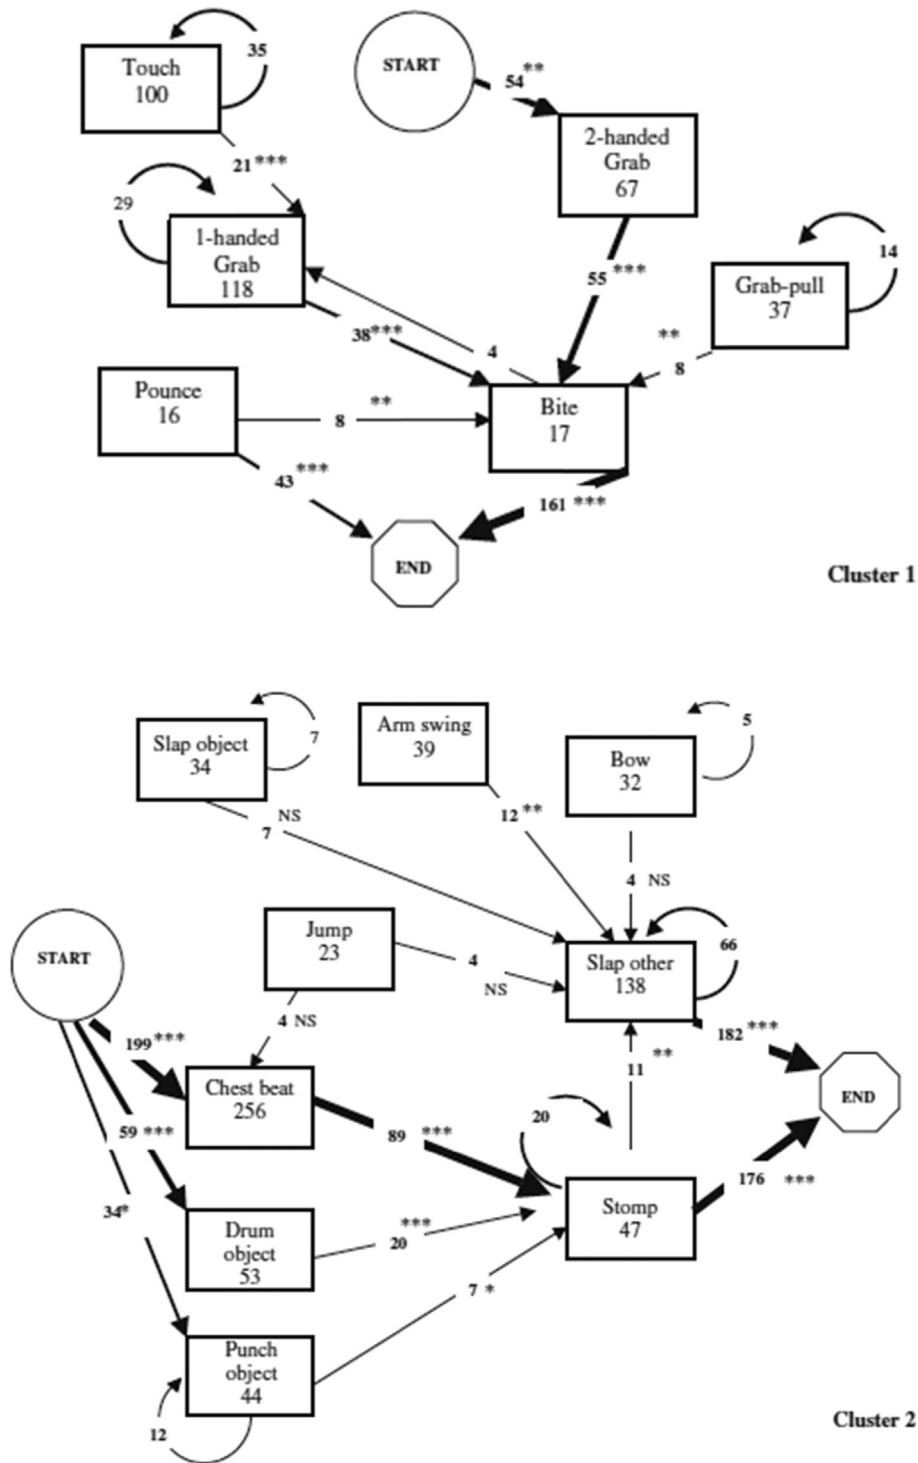 35
Touch
100
START
54**
2-handed
Grab
67
21***
29
1-handed
Grab
118
14
Grab-pull
37
55***
38***
4
**
8
Pounce
16
8
**
Bite
17
43***
161***
END
Cluster 1
Slap object
34
7
Arm swing
39
5
Bow
32
NS
7
12**
4 NS
START
Jump
23
4
NS
Slap other
138
66
4 NS
199***
182***
Chest beat
256
**
11
END
59***
20
89 ***
176 ***
34*
Drum
object
53
***
20
Stomp
47
7 *
Punch
object
44
12
Cluster 2